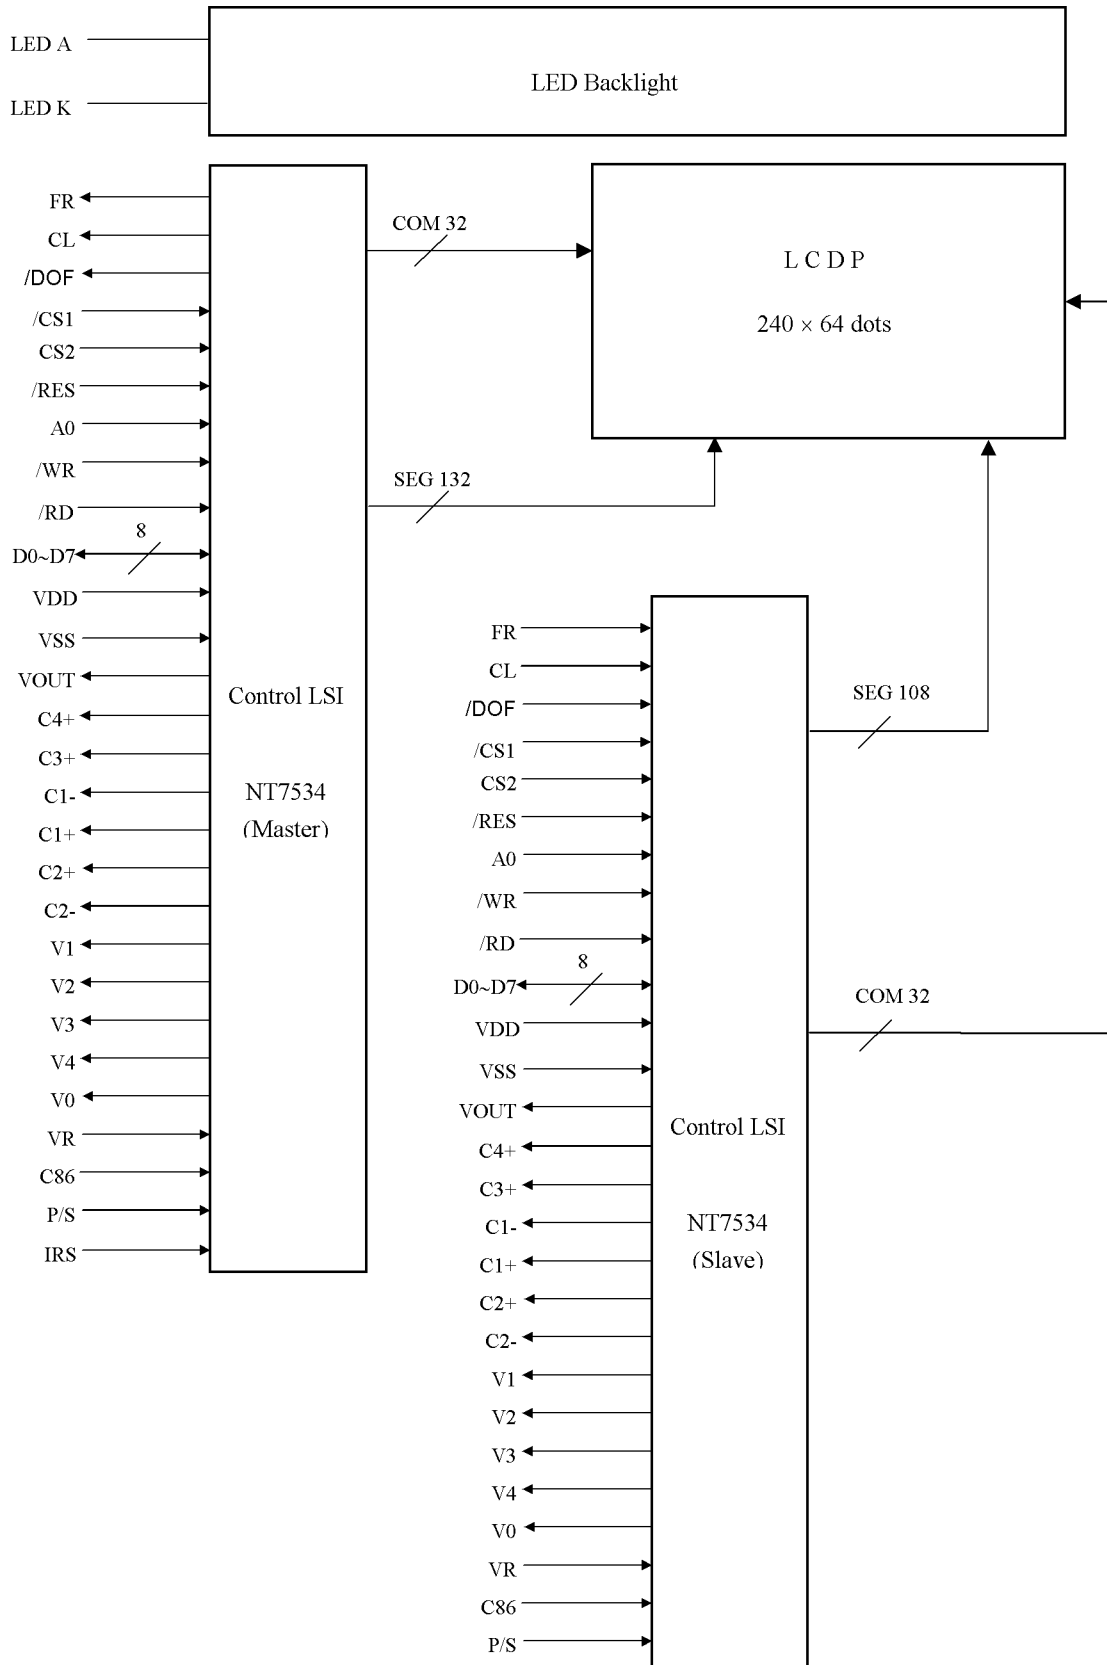 LED A
LED Backlight
LED K
FR
CL
/DOF
/CS1
CS2
/RES
A0
/WR
/RD
8
D0~D7
VDD
VSS
VOUT
C4+
C3+
C1-
C1+
C2+
C2-
V1
V2
V3
V4
V0
VR
C86
P/S
IRS
Control LSI
NT7534
(Master)
COM 32
SEG 132
L C D P
240 × 64 dots
FR
CL
/DOF
/CS1
CS2
/RES
A0
/WR
/RD
8
D0~D7
VDD
VSS
VOUT
C4+
C3+
C1-
C1+
C2+
C2-
V1
V2
V3
V4
V0
VR
C86
P/S
Control LSI
NT7534
(Slave)
SEG 108
COM 32